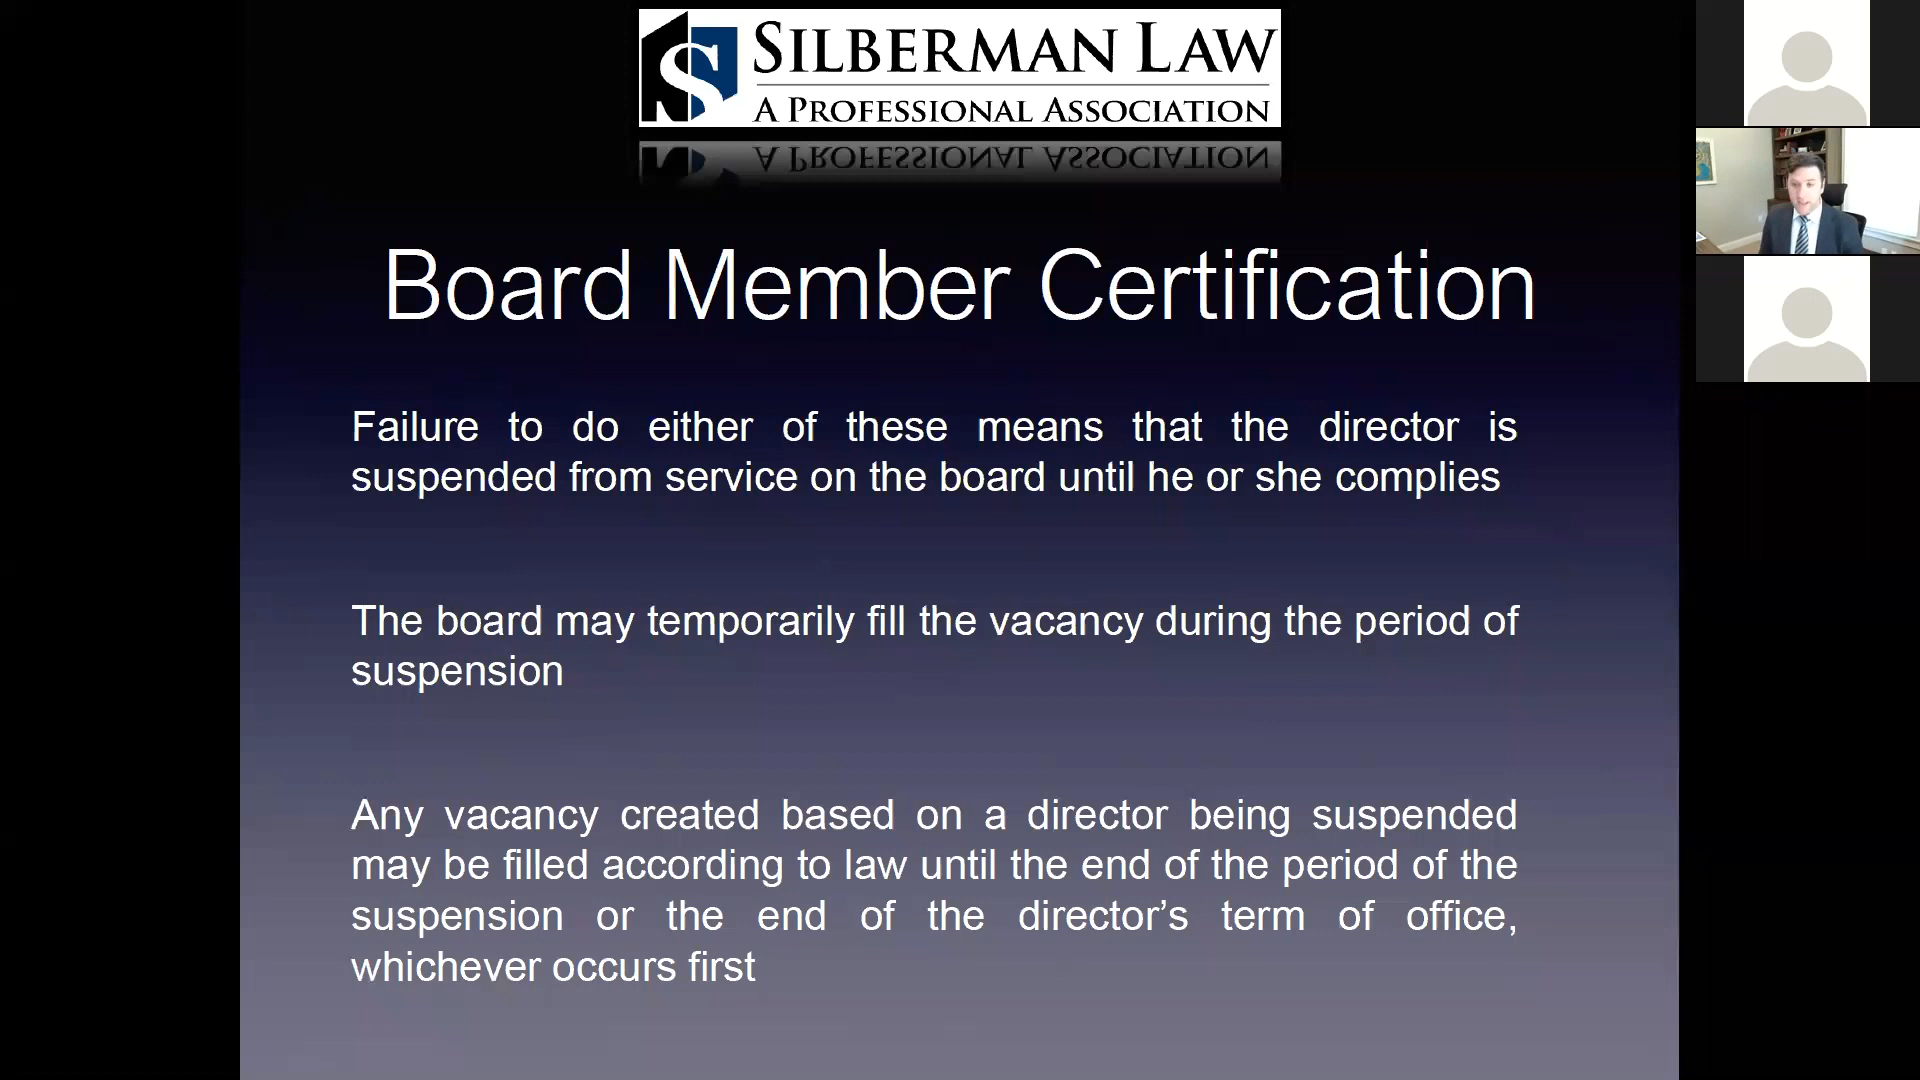 SILBERMAN LAW
A PROFESSIONAL ASSOCIATION
Board Member Certification
Failure to do either of these means that the director is
suspended from service on the board until he or she complies
The board may temporarily fill the vacancy during the period of
suspension
Any vacancy created based on a director being suspended
may be filled according to law until the end of the period of the
suspension or the end of the director’s term of office,
whichever occurs first